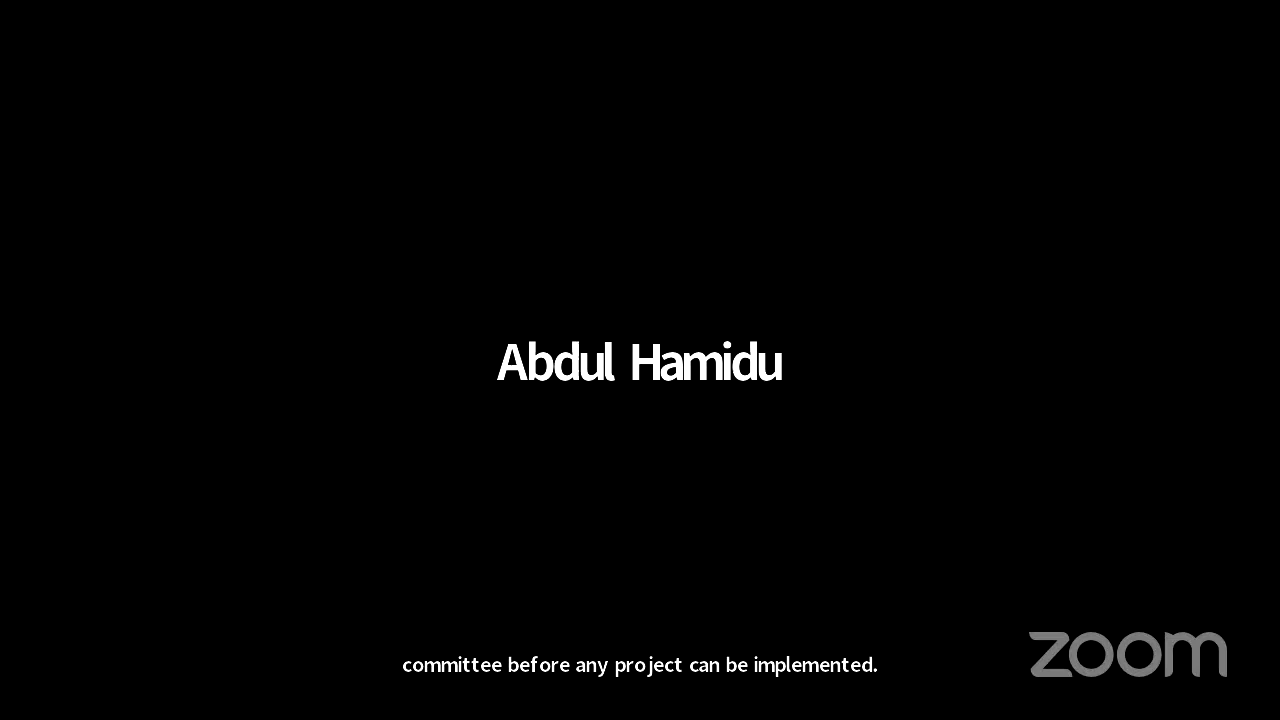 Abdul Hamidu
committee before any project can be implemented.
zoom